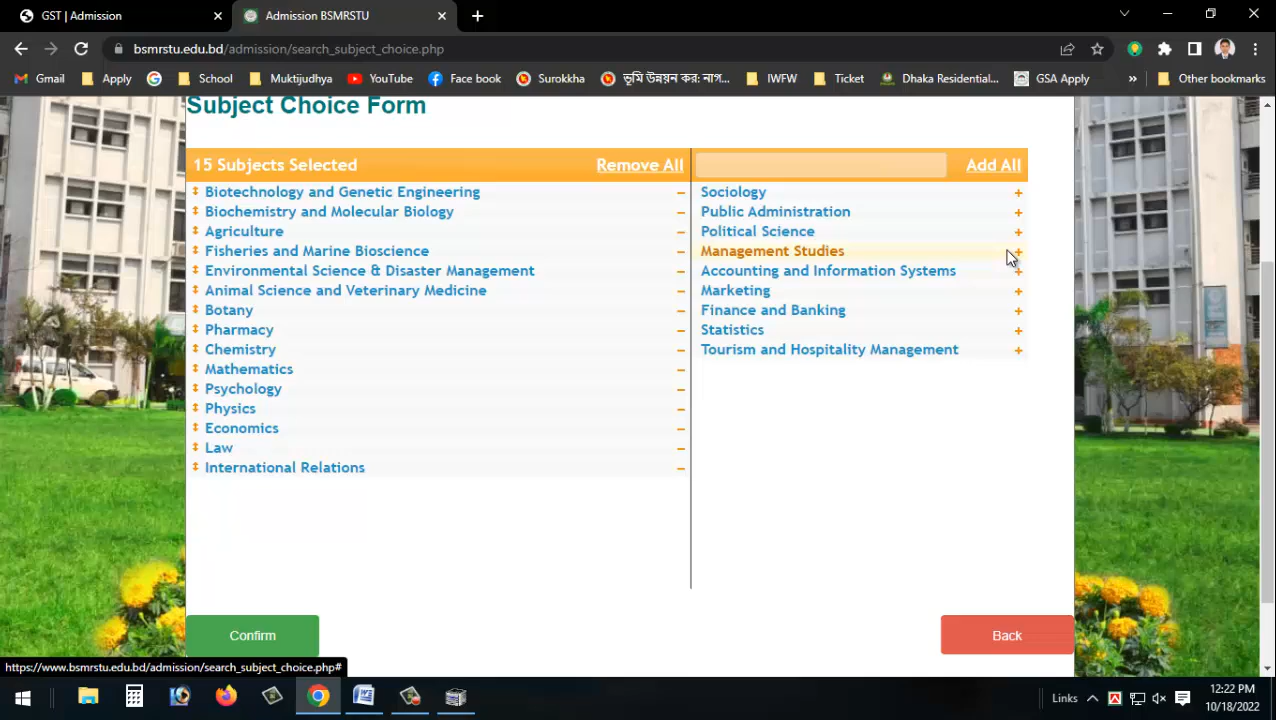 GST | Admission
Admission BSMRSTU
bsmrstu.edu.bd/admission/search_subject_choice.php
Gmail
Apply
School
Muktijudhya
YouTube
Face book
Surokkha
ভূমি উন্নয়ন কর: নাগ...
IWFW
Ticket
Dhaka Residential...
GSA Apply
Other bookmarks
Subject Choice Form
15 Subjects Selected
Remove All
Add All
Biotechnology and Genetic Engineering
Biochemistry and Molecular Biology
Agriculture
Fisheries and Marine Bioscience
Environmental Science & Disaster Management
Animal Science and Veterinary Medicine
Botany
Pharmacy
Chemistry
Mathematics
Psychology
Physics
Economics
Law
International Relations
Sociology
Public Administration
Political Science
Management Studies
Accounting and Information Systems
Marketing
Finance and Banking
Statistics
Tourism and Hospitality Management
Confirm
Back
https://www.bsmrstu.edu.bd/admission/search_subject_choice.php#
Links
12:22 PM
10/18/2022